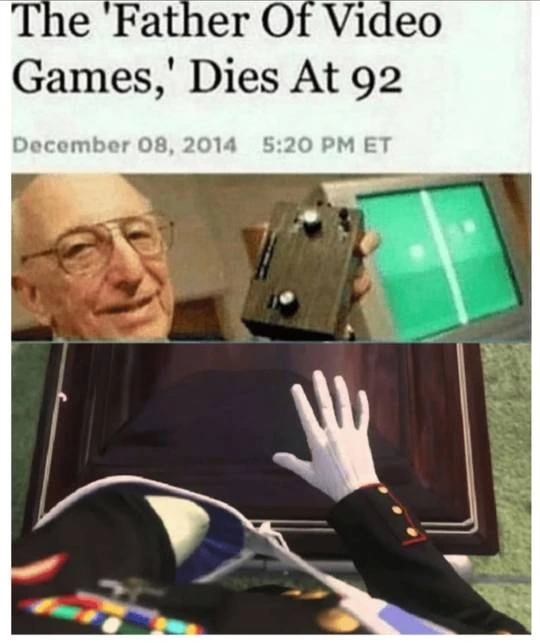 The 'Father Of Video
Games,' Dies At 92
December 08, 2014 5:20 PM ET